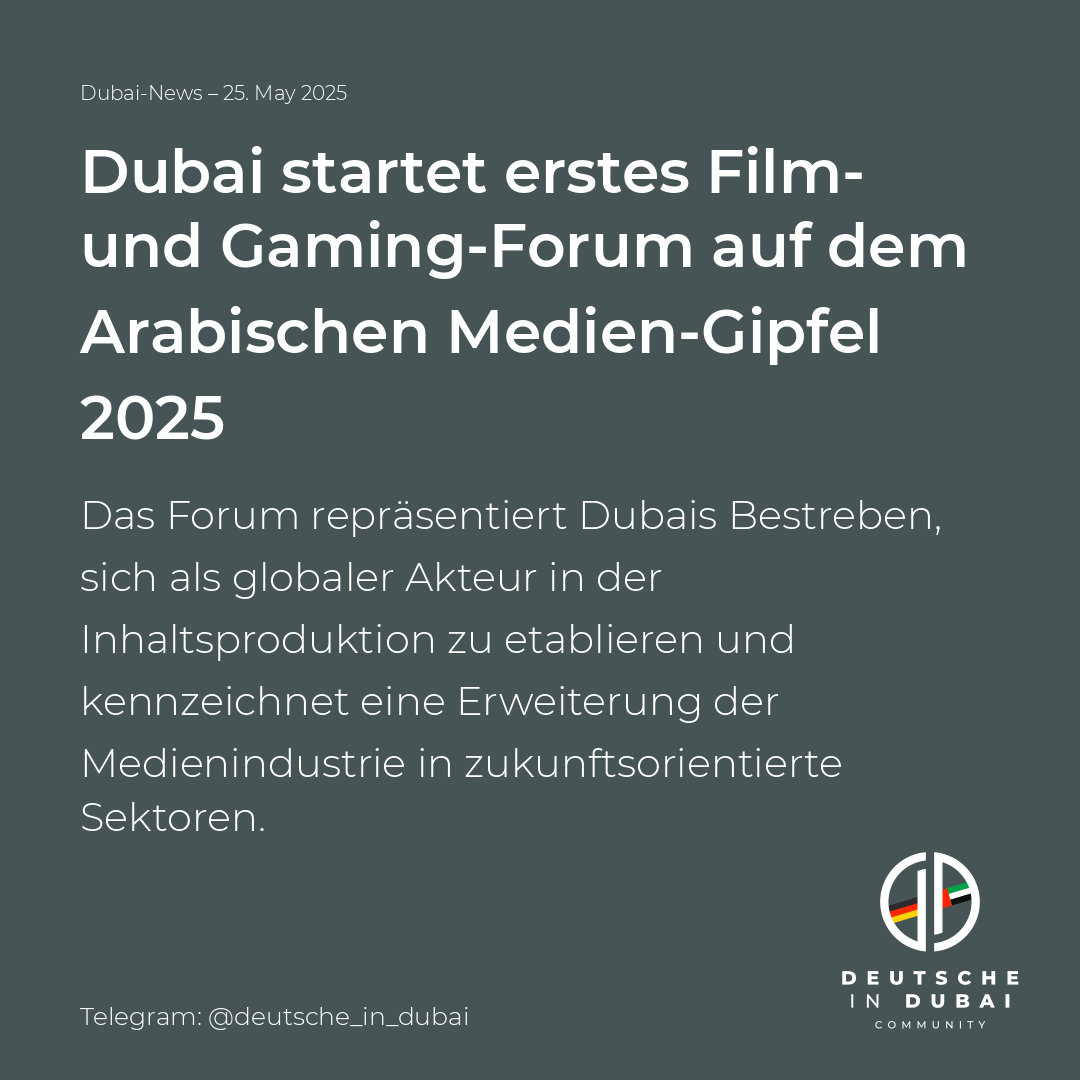 Dubai-News – 25. May 2025
Dubai startet erstes Film-
und Gaming-Forum auf dem
Arabischen Medien-Gipfel
2025
Das Forum repräsentiert Dubais Bestreben,
sich als globaler Akteur in der
Inhaltsproduktion zu etablieren und
kennzeichnet eine Erweiterung der
Medienindustrie in zukunftsorientierte
Sektoren.
DEUTSCHE
IN DUBAI
COMMUNITY
Telegram: @deutsche_in_dubai